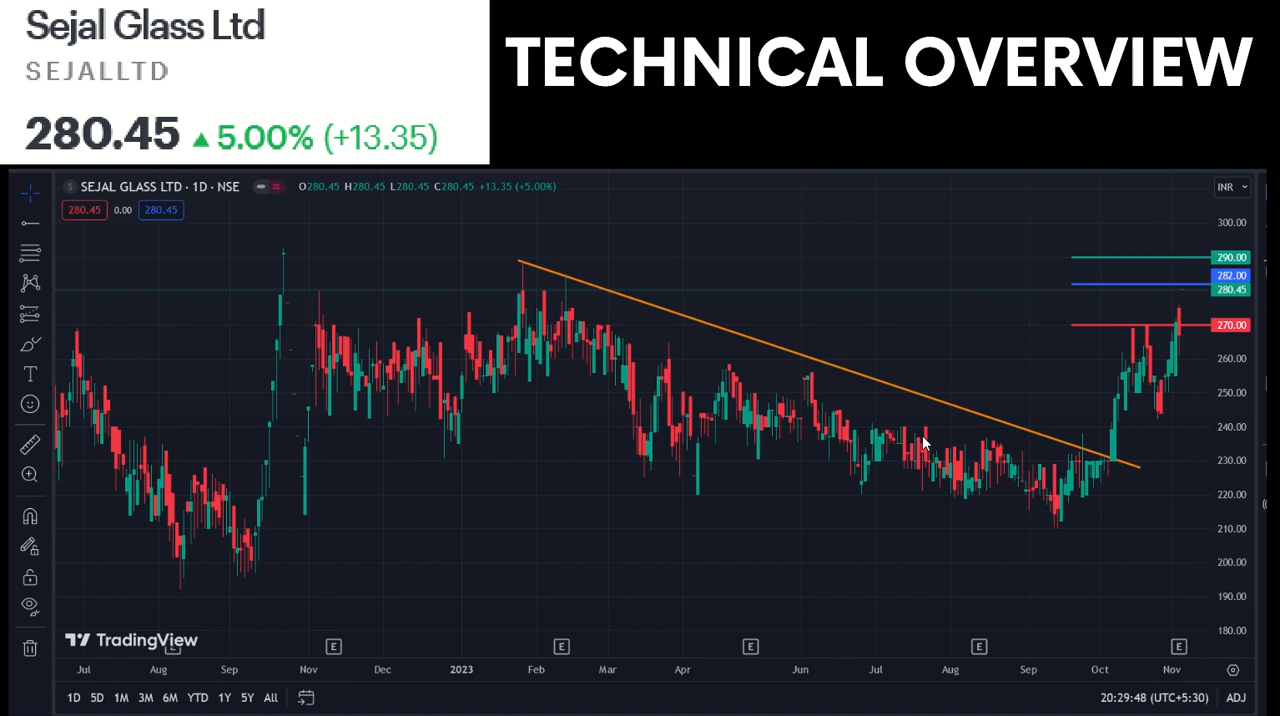 Sejal Glass Ltd
SEJALLTD
280.45 ▲ 5.00% (+13.35)
TECHNICAL OVERVIEW
S SEJAL GLASS LTD · 1D · NSE O280.45 H280.45 L280.45 C280.45 +13.35 (+5.00%)
INR
280.45 0.00 280.45
300.00
290.00
282.00
280.45
270.00
260.00
250.00
240.00
230.00
220.00
210.00
200.00
190.00
180.00
TradingView
E E E E E E
Jul Aug Sep Nov Dec 2023 Feb Mar Apr Jun Jul Aug Sep Oct Nov
1D 5D 1M 3M 6M YTD 1Y 5Y All 20:29:48 (UTC+5:30) ADJ